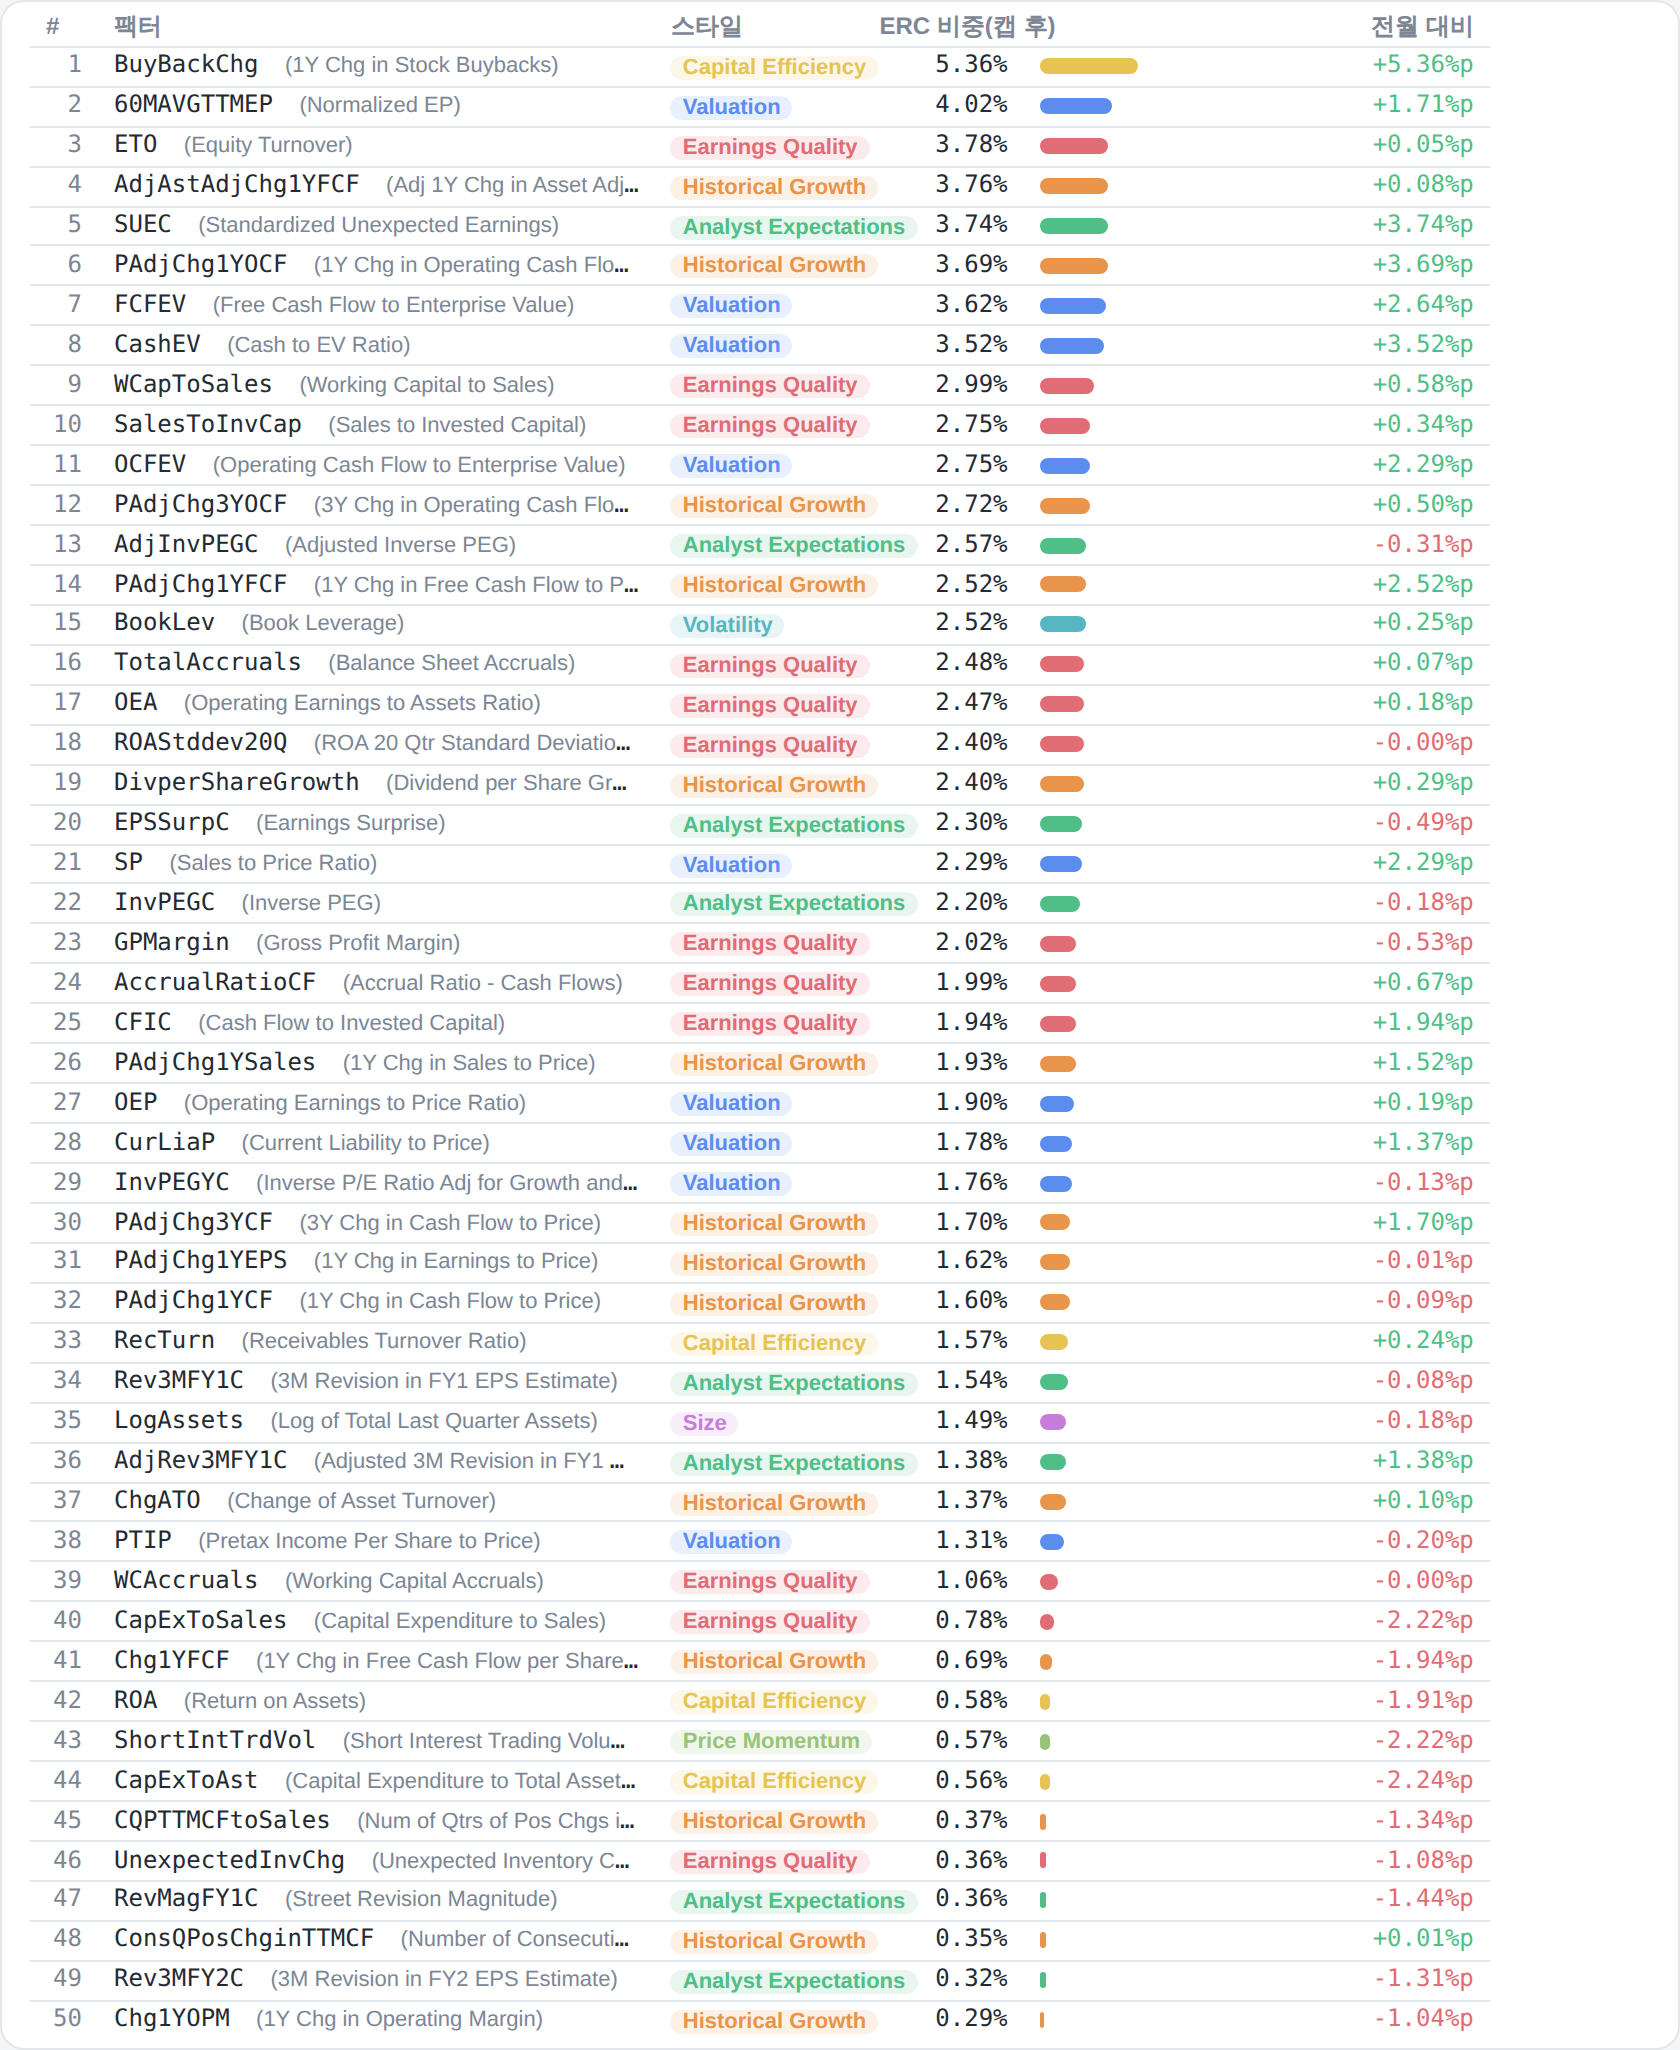 # 팩터 스타일 ERC 비중(캡 후) 전월 대비
1 BuyBackChg (1Y Chg in Stock Buybacks) Capital Efficiency 5.36% +5.36%p
2 60MAVGTTMEP (Normalized EP) Valuation 4.02% +1.71%p
3 ETO (Equity Turnover) Earnings Quality 3.78% +0.05%p
4 AdjAstAdjChg1YFCF (Adj 1Y Chg in Asset Adj… Historical Growth 3.76% +0.08%p
5 SUEC (Standardized Unexpected Earnings) Analyst Expectations 3.74% +3.74%p
6 PAdjChg1YOCF (1Y Chg in Operating Cash Flo… Historical Growth 3.69% +3.69%p
7 FCFEV (Free Cash Flow to Enterprise Value) Valuation 3.62% +2.64%p
8 CashEV (Cash to EV Ratio) Valuation 3.52% +3.52%p
9 WCapToSales (Working Capital to Sales) Earnings Quality 2.99% +0.58%p
10 SalesToInvCap (Sales to Invested Capital) Earnings Quality 2.75% +0.34%p
11 OCFEV (Operating Cash Flow to Enterprise Value) Valuation 2.75% +2.29%p
12 PAdjChg3YOCF (3Y Chg in Operating Cash Flo… Historical Growth 2.72% +0.50%p
13 AdjInvPEGC (Adjusted Inverse PEG) Analyst Expectations 2.57% -0.31%p
14 PAdjChg1YFCF (1Y Chg in Free Cash Flow to P… Historical Growth 2.52% +2.52%p
15 BookLev (Book Leverage) Volatility 2.52% +0.25%p
16 TotalAccruals (Balance Sheet Accruals) Earnings Quality 2.48% +0.07%p
17 OEA (Operating Earnings to Assets Ratio) Earnings Quality 2.47% +0.18%p
18 ROAStddev20Q (ROA 20 Qtr Standard Deviatio… Earnings Quality 2.40% -0.00%p
19 DivperShareGrowth (Dividend per Share Gr… Historical Growth 2.40% +0.29%p
20 EPSSurpC (Earnings Surprise) Analyst Expectations 2.30% -0.49%p
21 SP (Sales to Price Ratio) Valuation 2.29% +2.29%p
22 InvPEGC (Inverse PEG) Analyst Expectations 2.20% -0.18%p
23 GPMargin (Gross Profit Margin) Earnings Quality 2.02% -0.53%p
24 AccrualRatioCF (Accrual Ratio - Cash Flows) Earnings Quality 1.99% +0.67%p
25 CFIC (Cash Flow to Invested Capital) Earnings Quality 1.94% +1.94%p
26 PAdjChg1YSales (1Y Chg in Sales to Price) Historical Growth 1.93% +1.52%p
27 OEP (Operating Earnings to Price Ratio) Valuation 1.90% +0.19%p
28 CurLiaP (Current Liability to Price) Valuation 1.78% +1.37%p
29 InvPEGYC (Inverse P/E Ratio Adj for Growth and… Valuation 1.76% -0.13%p
30 PAdjChg3YCF (3Y Chg in Cash Flow to Price) Historical Growth 1.70% +1.70%p
31 PAdjChg1YEPS (1Y Chg in Earnings to Price) Historical Growth 1.62% -0.01%p
32 PAdjChg1YCF (1Y Chg in Cash Flow to Price) Historical Growth 1.60% -0.09%p
33 RecTurn (Receivables Turnover Ratio) Capital Efficiency 1.57% +0.24%p
34 Rev3MFY1C (3M Revision in FY1 EPS Estimate) Analyst Expectations 1.54% -0.08%p
35 LogAssets (Log of Total Last Quarter Assets) Size 1.49% -0.18%p
36 AdjRev3MFY1C (Adjusted 3M Revision in FY1 … Analyst Expectations 1.38% +1.38%p
37 ChgATO (Change of Asset Turnover) Historical Growth 1.37% +0.10%p
38 PTIP (Pretax Income Per Share to Price) Valuation 1.31% -0.20%p
39 WCAccruals (Working Capital Accruals) Earnings Quality 1.06% -0.00%p
40 CapExToSales (Capital Expenditure to Sales) Earnings Quality 0.78% -2.22%p
41 Chg1YFCF (1Y Chg in Free Cash Flow per Share… Historical Growth 0.69% -1.94%p
42 ROA (Return on Assets) Capital Efficiency 0.58% -1.91%p
43 ShortIntTrdVol (Short Interest Trading Volu… Price Momentum 0.57% -2.22%p
44 CapExToAst (Capital Expenditure to Total Asset… Capital Efficiency 0.56% -2.24%p
45 CQPTTMCFtoSales (Num of Qtrs of Pos Chgs i… Historical Growth 0.37% -1.34%p
46 UnexpectedInvChg (Unexpected Inventory C… Earnings Quality 0.36% -1.08%p
47 RevMagFY1C (Street Revision Magnitude) Analyst Expectations 0.36% -1.44%p
48 ConsQPosChginTTMCF (Number of Consecuti… Historical Growth 0.35% +0.01%p
49 Rev3MFY2C (3M Revision in FY2 EPS Estimate) Analyst Expectations 0.32% -1.31%p
50 Chg1YOPM (1Y Chg in Operating Margin) Historical Growth 0.29% -1.04%p